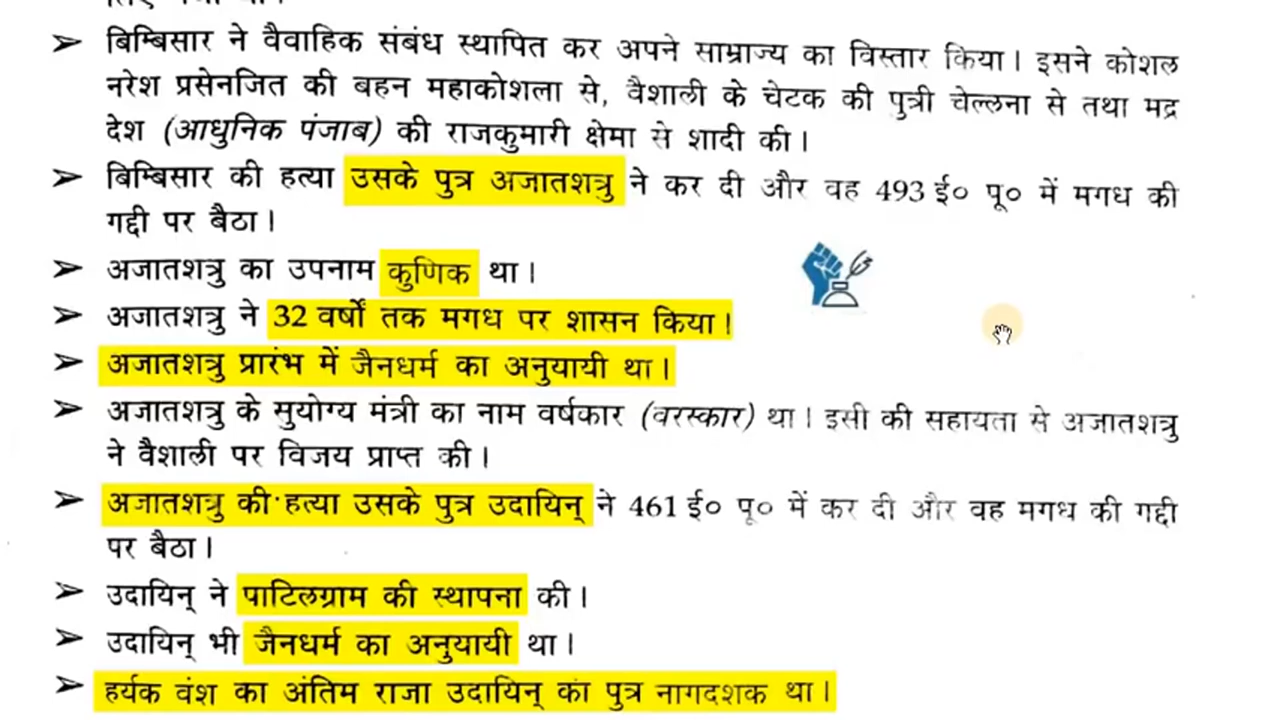 ➢ बिम्बिसार ने वैवाहिक संबंध स्थापित कर अपने साम्राज्य का विस्तार किया। इसने कोशल
नरेश प्रसेनजित की बहन महाकोशला से, वैशाली के चेटक की पुत्री चेल्लना से तथा मद्र
देश (आधुनिक पंजाब) की राजकुमारी क्षेमा से शादी की।
➢ बिम्बिसार की हत्या उसके पुत्र अजातशत्रु ने कर दी और वह 493 ई० पू० में मगध की
गद्दी पर बैठा।
➢ अजातशत्रु का उपनाम कुणिक था।
➢ अजातशत्रु ने 32 वर्षों तक मगध पर शासन किया।
➢ अजातशत्रु प्रारंभ में जैनधर्म का अनुयायी था।
➢ अजातशत्रु के सुयोग्य मंत्री का नाम वर्षकार (वरस्कार) था। इसी की सहायता से अजातशत्रु
ने वैशाली पर विजय प्राप्त की।
➢ अजातशत्रु की हत्या उसके पुत्र उदायिन् ने 461 ई० पू० में कर दी और वह मगध की गद्दी
पर बैठा।
➢ उदायिन् ने पाटिलग्राम की स्थापना की।
➢ उदायिन् भी जैनधर्म का अनुयायी था।
➢ हर्यक वंश का अंतिम राजा उदायिन् का पुत्र नागदशक था।